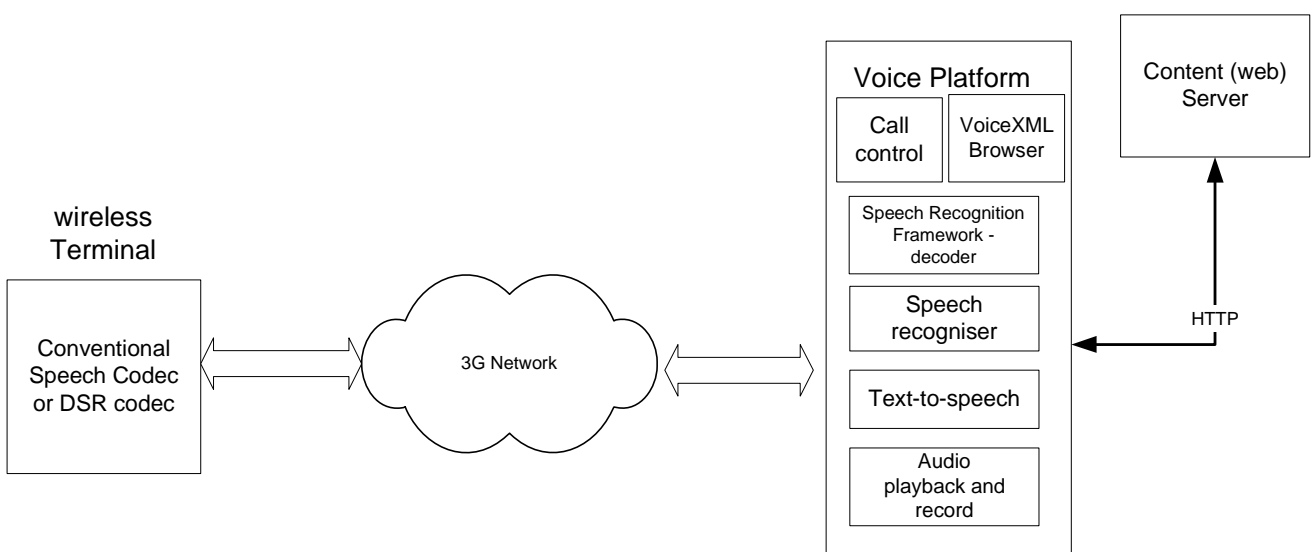 wireless
Terminal
Conventional
Speech Codec
or DSR codec
3G Network
Voice Platform
Call
control
VoiceXML
Browser
Speech Recognition
Framework -
decoder
Speech
recogniser
Text-to-speech
Audio
playback and
record
Content (web)
Server
HTTP